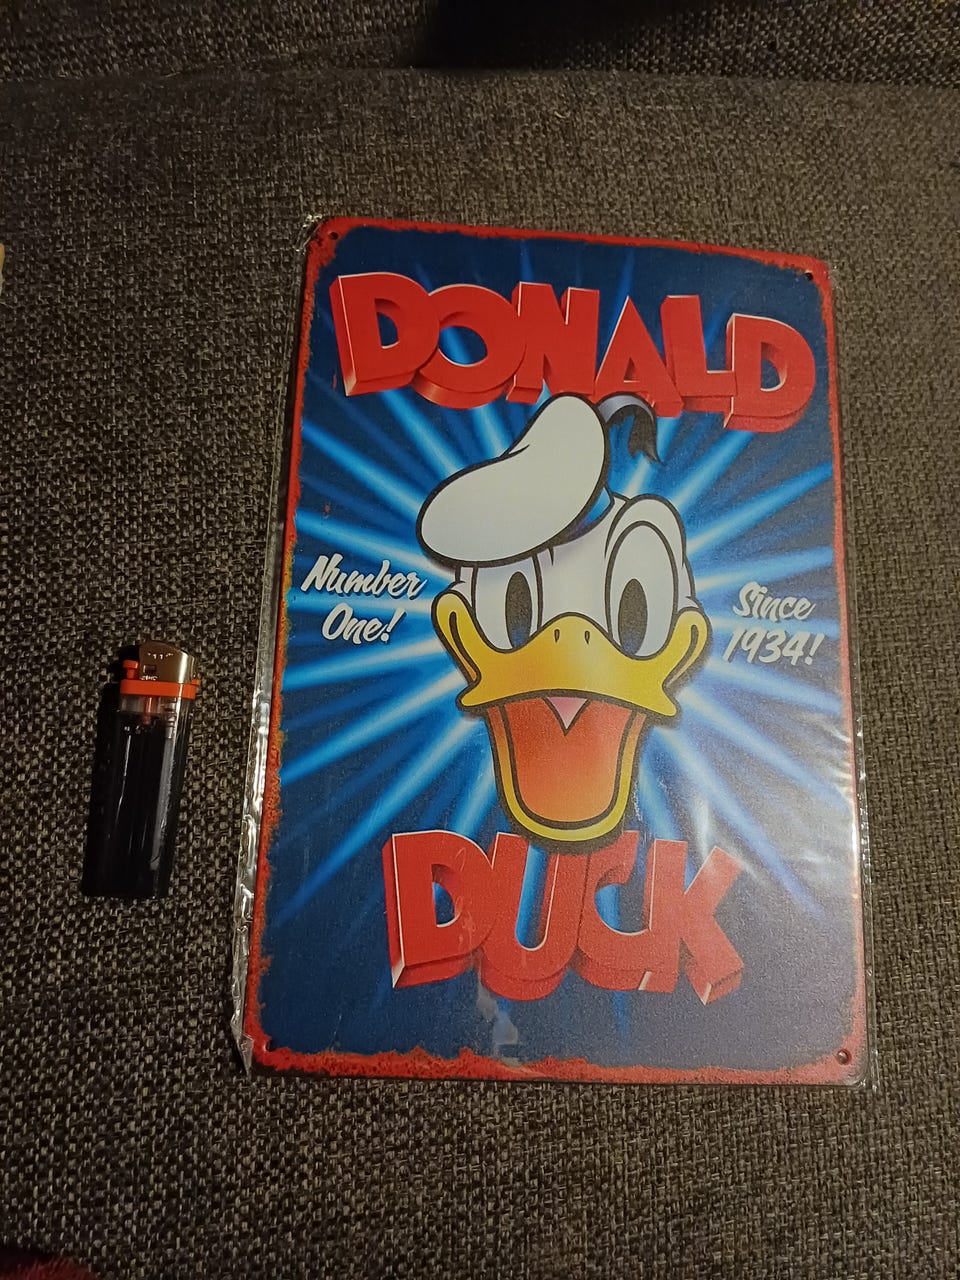 DONALD
Number
One!
Since
1934!
DUCK